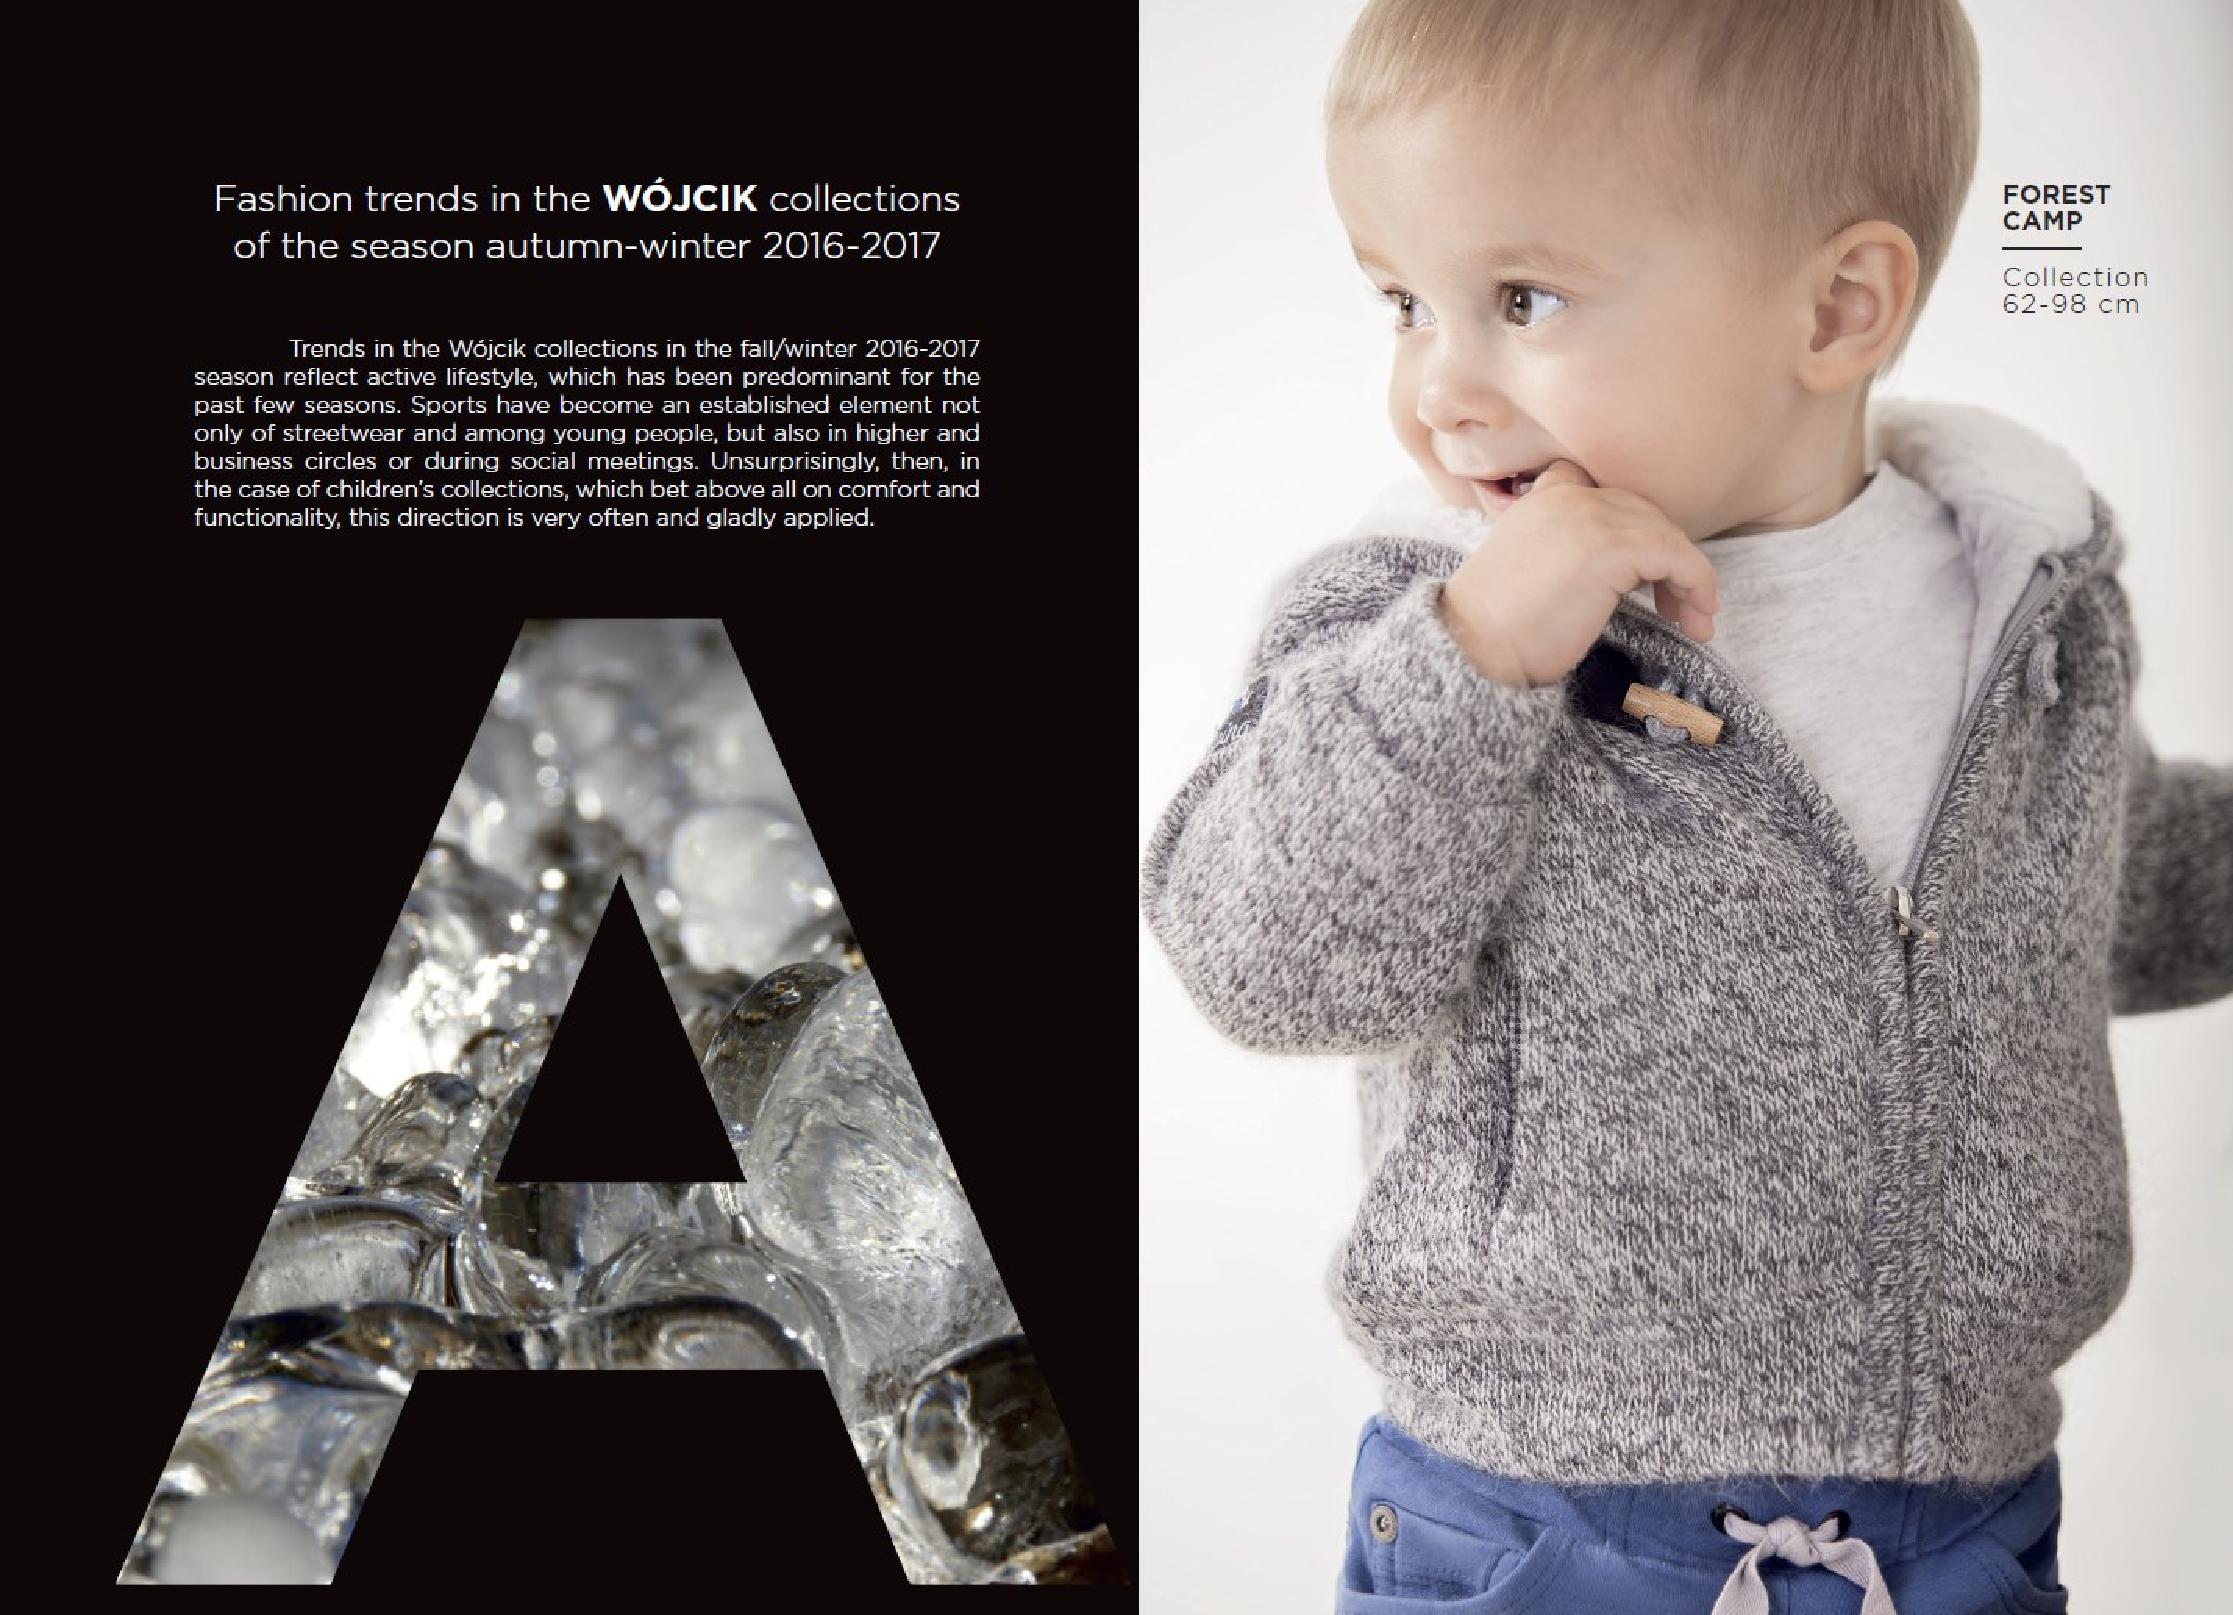 Fashion trends in the WÓJCIK collections
of the season autumn-winter 2016-2017
Trends in the Wójcik collections in the fall/winter 2016-2017
season reflect active lifestyle, which has been predominant for the
past few seasons. Sports have become an established element not
only of streetwear and among young people, but also in higher and
business circles or during social meetings. Unsurprisingly, then, in
the case of children's collections, which bet above all on comfort and
functionality, this direction is very often and gladly applied.
A
FOREST
CAMP
Collection
62-98 cm